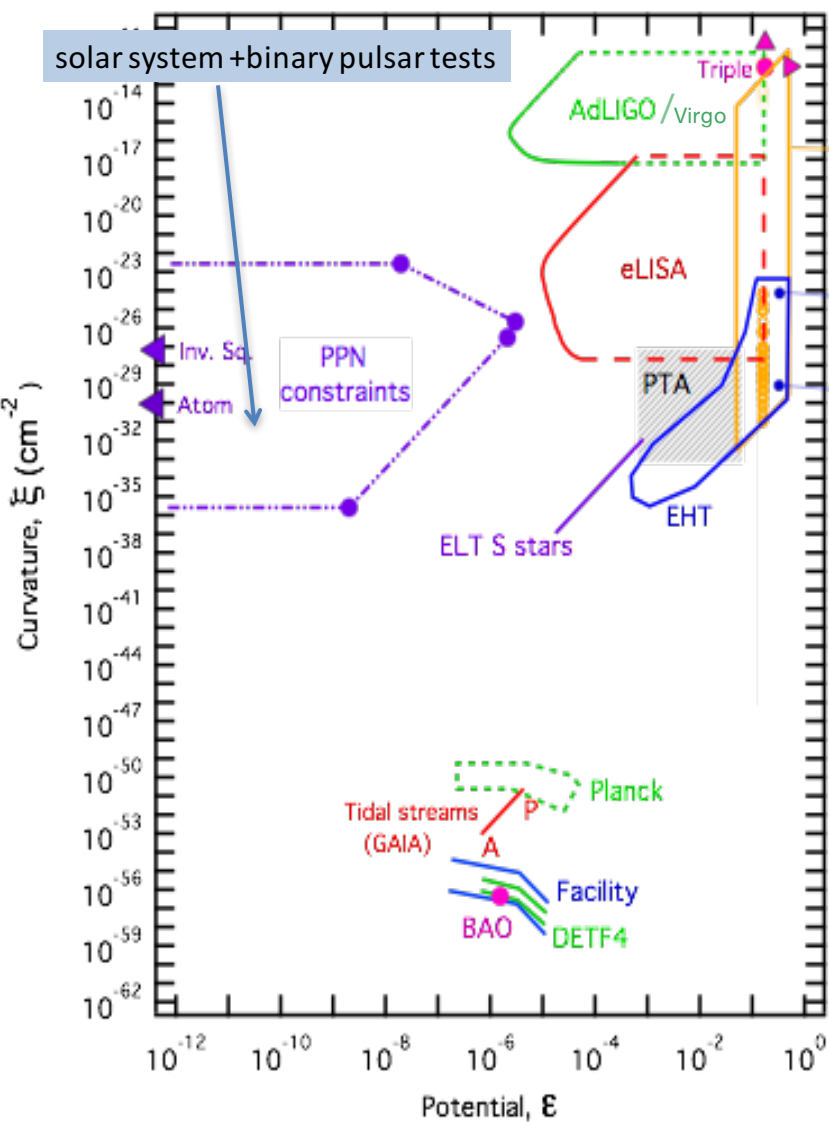 solar system +binary pulsar tests
Triple
AdLIGO /Virgo
eLISA
Inv. Sq.
PPN
constraints
Atom
PTA
EHT
ELT S stars
Planck
Tidal streams
(GAIA)
P
A
Facility
BAO
DETF4
Curvature, ξ (cm⁻²)
10⁻¹⁴
10⁻¹⁷
10⁻²⁰
10⁻²³
10⁻²⁶
10⁻²⁹
10⁻³²
10⁻³⁵
10⁻³⁸
10⁻⁴¹
10⁻⁴⁴
10⁻⁴⁷
10⁻⁵⁰
10⁻⁵³
10⁻⁵⁶
10⁻⁵⁹
10⁻⁶²
10⁻¹² 10⁻¹⁰ 10⁻⁸ 10⁻⁶ 10⁻⁴ 10⁻² 10⁰
Potential, ε